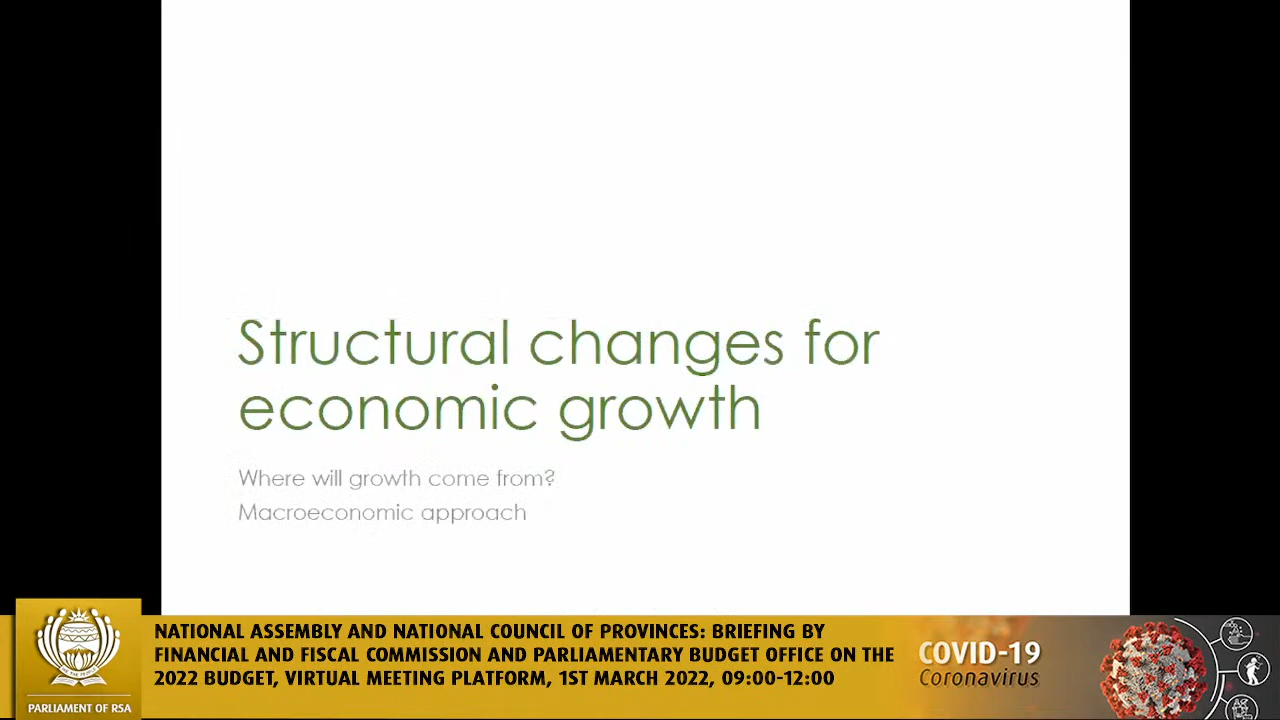 Structural changes for
economic growth
Where will growth come from?
Macroeconomic approach
PARLIAMENT OF RSA
NATIONAL ASSEMBLY AND NATIONAL COUNCIL OF PROVINCES: BRIEFING BY
FINANCIAL AND FISCAL COMMISSION AND PARLIAMENTARY BUDGET OFFICE ON THE
2022 BUDGET, VIRTUAL MEETING PLATFORM, 1ST MARCH 2022, 09:00-12:00
COVID-19
Coronavirus